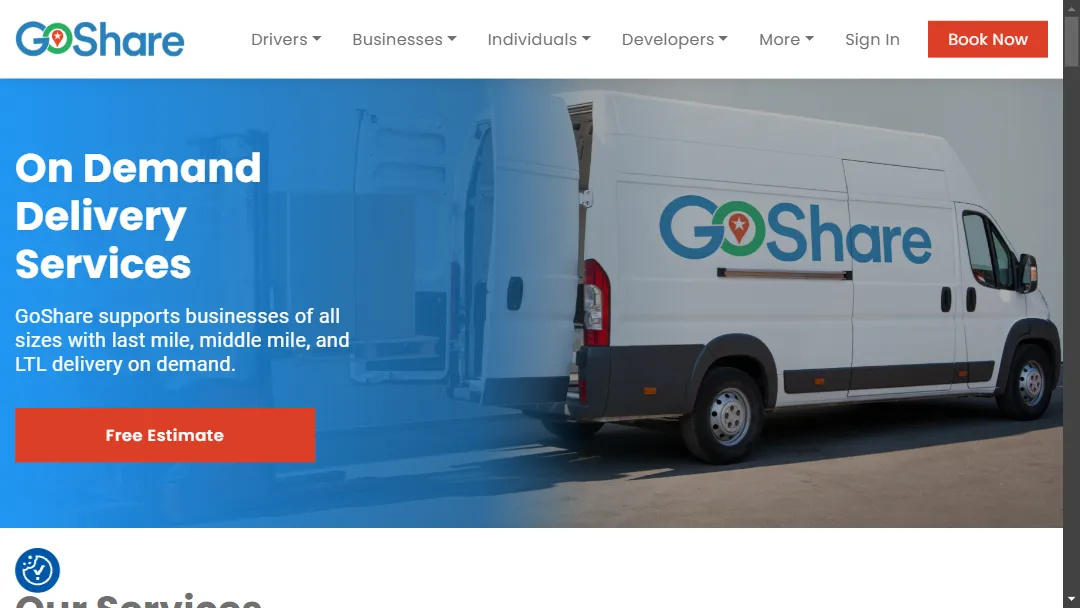 GoShare
Drivers
Businesses
Individuals
Developers
More
Sign In
Book Now
On Demand
Delivery
Services
GoShare supports businesses of all
sizes with last mile, middle mile, and
LTL delivery on demand.
Free Estimate
GoShare
Our Services